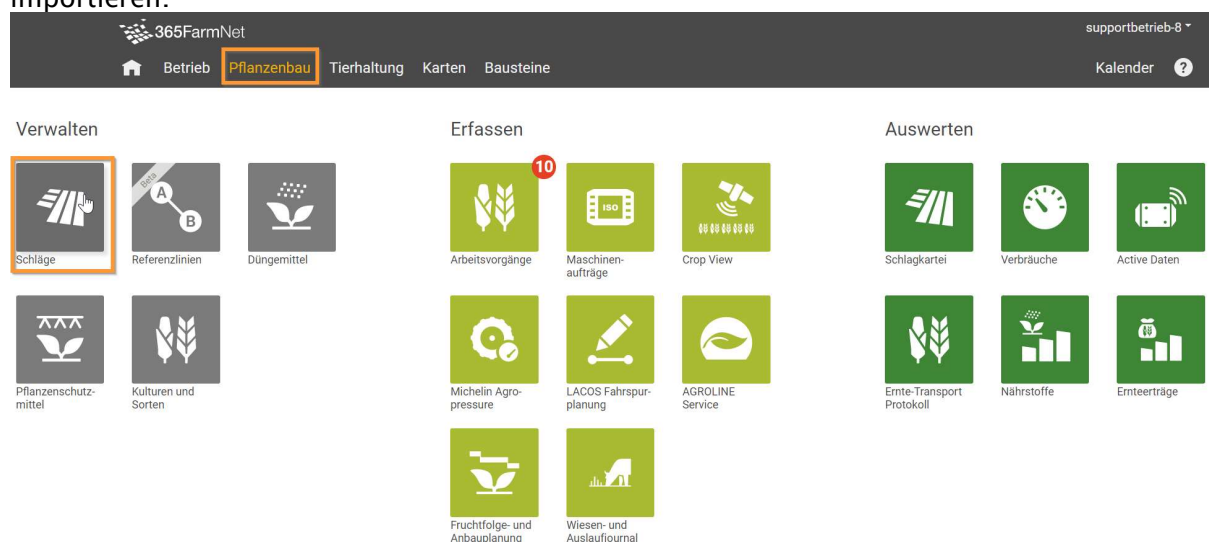 importieren:
365FarmNet
supportbetrieb-8
Betrieb Pflanzenbau Tierhaltung Karten Bausteine
Kalender ?
Verwalten
Schläge
Beta
A
B
Referenzlinien
Düngemittel
Pflanzenschutz-
mittel
Kulturen und
Sorten
Erfassen
10
Arbeitsvorgänge
ISO
Maschinen-
aufträge
Crop View
Michelin Agro-
pressure
LACOS Fahrspur-
planung
AGROLINE
Service
Fruchtfolge- und
Anbauplanung
Wiesen- und
Auslaufjournal
Auswerten
Schlagkartei
Verbräuche
Active Daten
Ernte-Transport
Protokoll
Nährstoffe
Ernteerträge